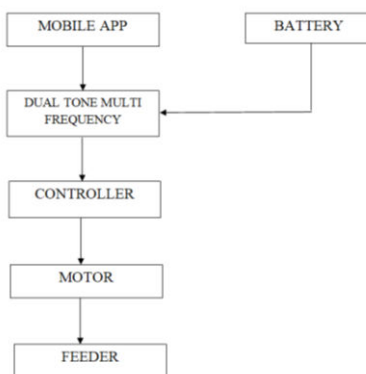 MOBILE APP
BATTERY
DUAL TONE MULTI
FREQUENCY
CONTROLLER
MOTOR
FEEDER